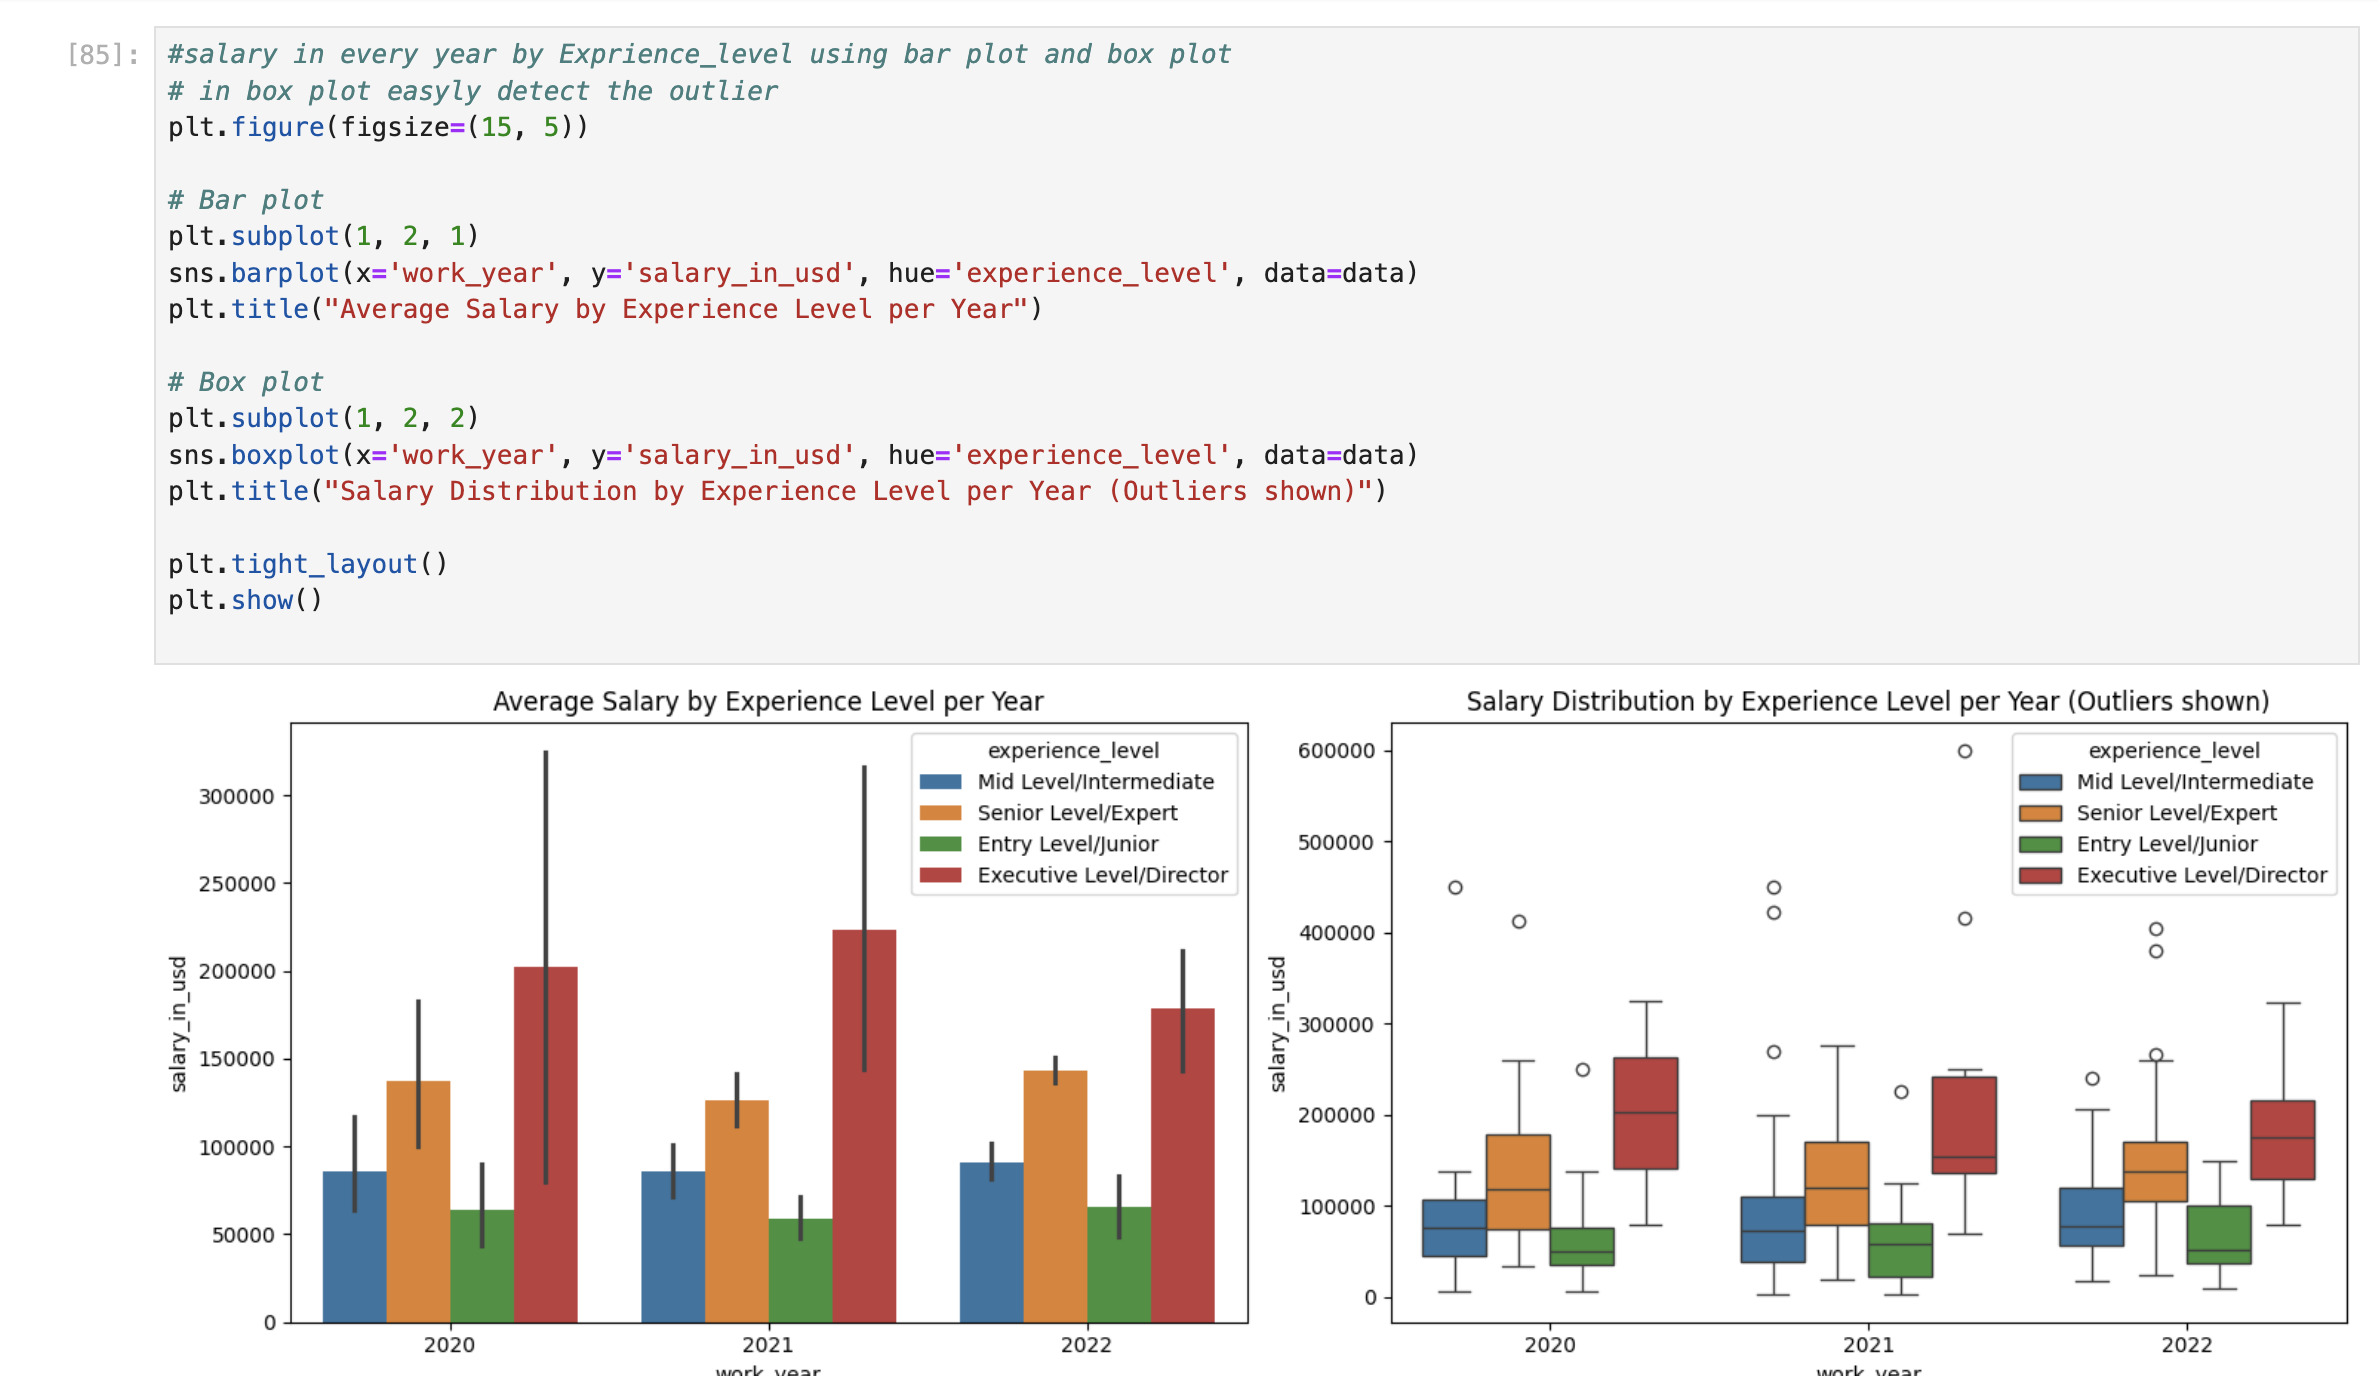 [85]:
#salary in every year by Exprience_level using bar plot and box plot
# in box plot easyly detect the outlier
plt.figure(figsize=(15, 5))
# Bar plot
plt.subplot(1, 2, 1)
sns.barplot(x='work_year', y='salary_in_usd', hue='experience_level', data=data)
plt.title("Average Salary by Experience Level per Year")
# Box plot
plt.subplot(1, 2, 2)
sns.boxplot(x='work_year', y='salary_in_usd', hue='experience_level', data=data)
plt.title("Salary Distribution by Experience Level per Year (Outliers shown)")
plt.tight_layout()
plt.show()
Average Salary by Experience Level per Year
experience_level
Mid Level/Intermediate
Senior Level/Expert
Entry Level/Junior
Executive Level/Director
salary_in_usd
300000
250000
200000
150000
100000
50000
0
2020
2021
2022
work_year
Salary Distribution by Experience Level per Year (Outliers shown)
experience_level
Mid Level/Intermediate
Senior Level/Expert
Entry Level/Junior
Executive Level/Director
salary_in_usd
600000
500000
400000
300000
200000
100000
0
2020
2021
2022
work_year